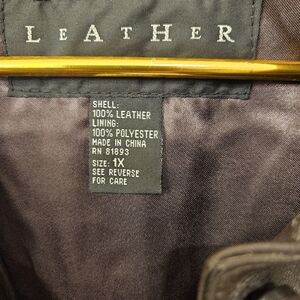 LEATHER
SHELL:
100% LEATHER
LINING:
100% POLYESTER
MADE IN CHINA
RN 81893
SIZE: 1X
SEE REVERSE
FOR CARE